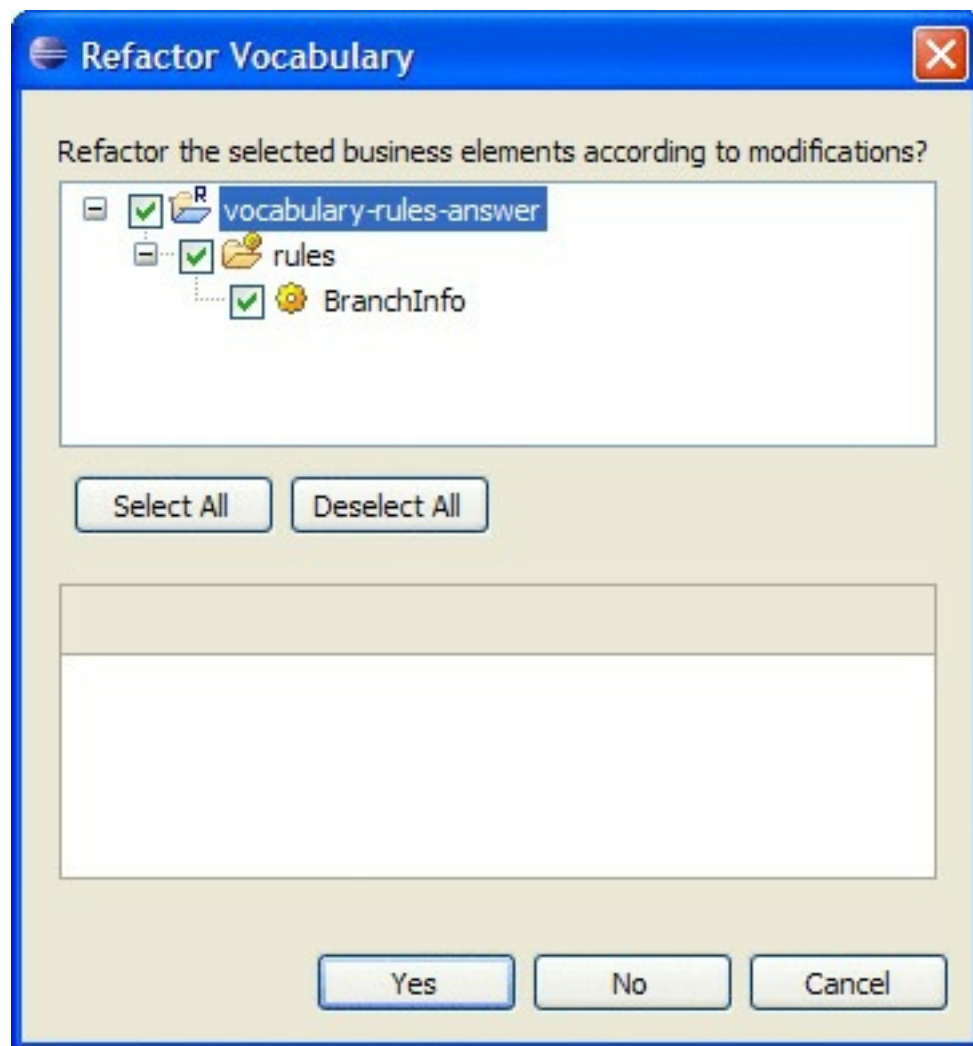 Refactor Vocabulary
Refactor the selected business elements according to modifications?
R vocabulary-rules-answer
rules
BranchInfo
Select All Deselect All
Yes No Cancel